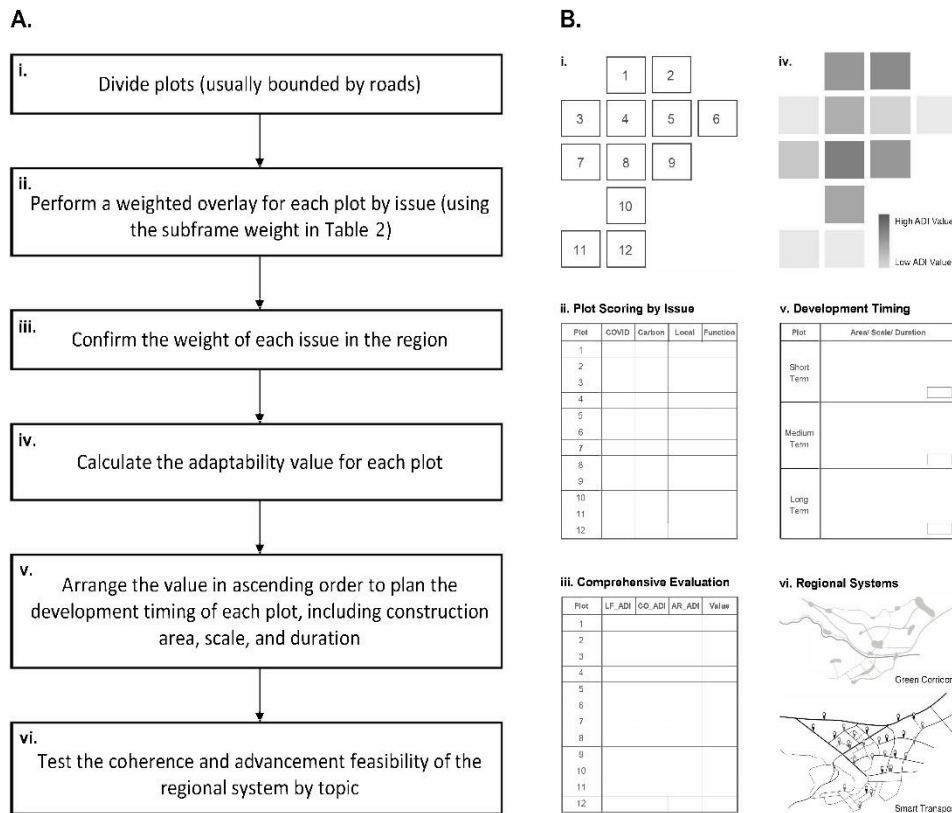 A.
i.
Divide plots (usually bounded by roads)
ii.
Perform a weighted overlay for each plot by issue (using
the subframe weight in Table 2)
iii.
Confirm the weight of each issue in the region
iv.
Calculate the adaptability value for each plot
v.
Arrange the value in ascending order to plan the
development timing of each plot, including construction
area, scale, and duration
vi.
Test the coherence and advancement feasibility of the
regional system by topic
B.
i.
1 2
3 4 5 6
7 8 9
10
11 12
iv.
High ADI Value
Low ADI Value
ii. Plot Scoring by Issue
Plot COVID Carbon Local Function
1
2
3
4
5
6
7
8
9
10
11
12
v. Development Timing
Plot Area/ Scale/ Duration
Short
Term
Medium
Term
Long
Term
iii. Comprehensive Evaluation
Plot LF_ADI CO_ADI AR_ADI Value
1
2
3
4
5
6
7
8
9
10
11
12
vi. Regional Systems
Green Corridor
Smart Transpor